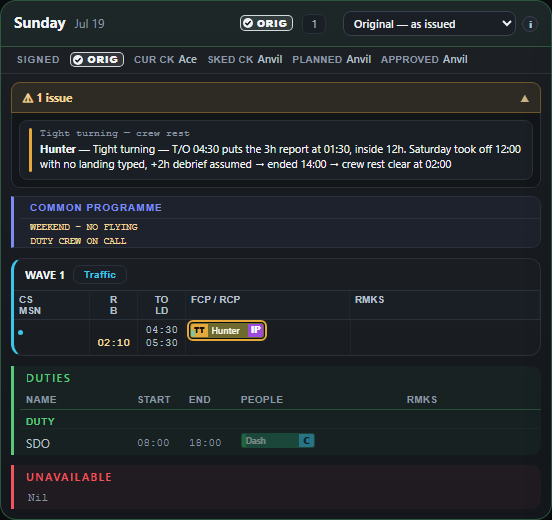 Sunday Jul 19 ORIG 1 Original — as issued i
SIGNED ORIG CUR CK Ace SKED CK Anvil PLANNED Anvil APPROVED Anvil
1 issue
Tight turning — crew rest
Hunter — Tight turning — T/O 04:30 puts the 3h report at 01:30, inside 12h. Saturday took off 12:00
with no landing typed, +2h debrief assumed → ended 14:00 → crew rest clear at 02:00
COMMON PROGRAMME
WEEKEND - NO FLYING
DUTY CREW ON CALL
WAVE 1 Traffic
CS R TO FCP / RCP RMKS
MSN B LD
04:30 TT Hunter IP
02:10 05:30
DUTIES
NAME START END PEOPLE RMKS
DUTY
SDO 08:00 18:00 Dash C
UNAVAILABLE
Nil